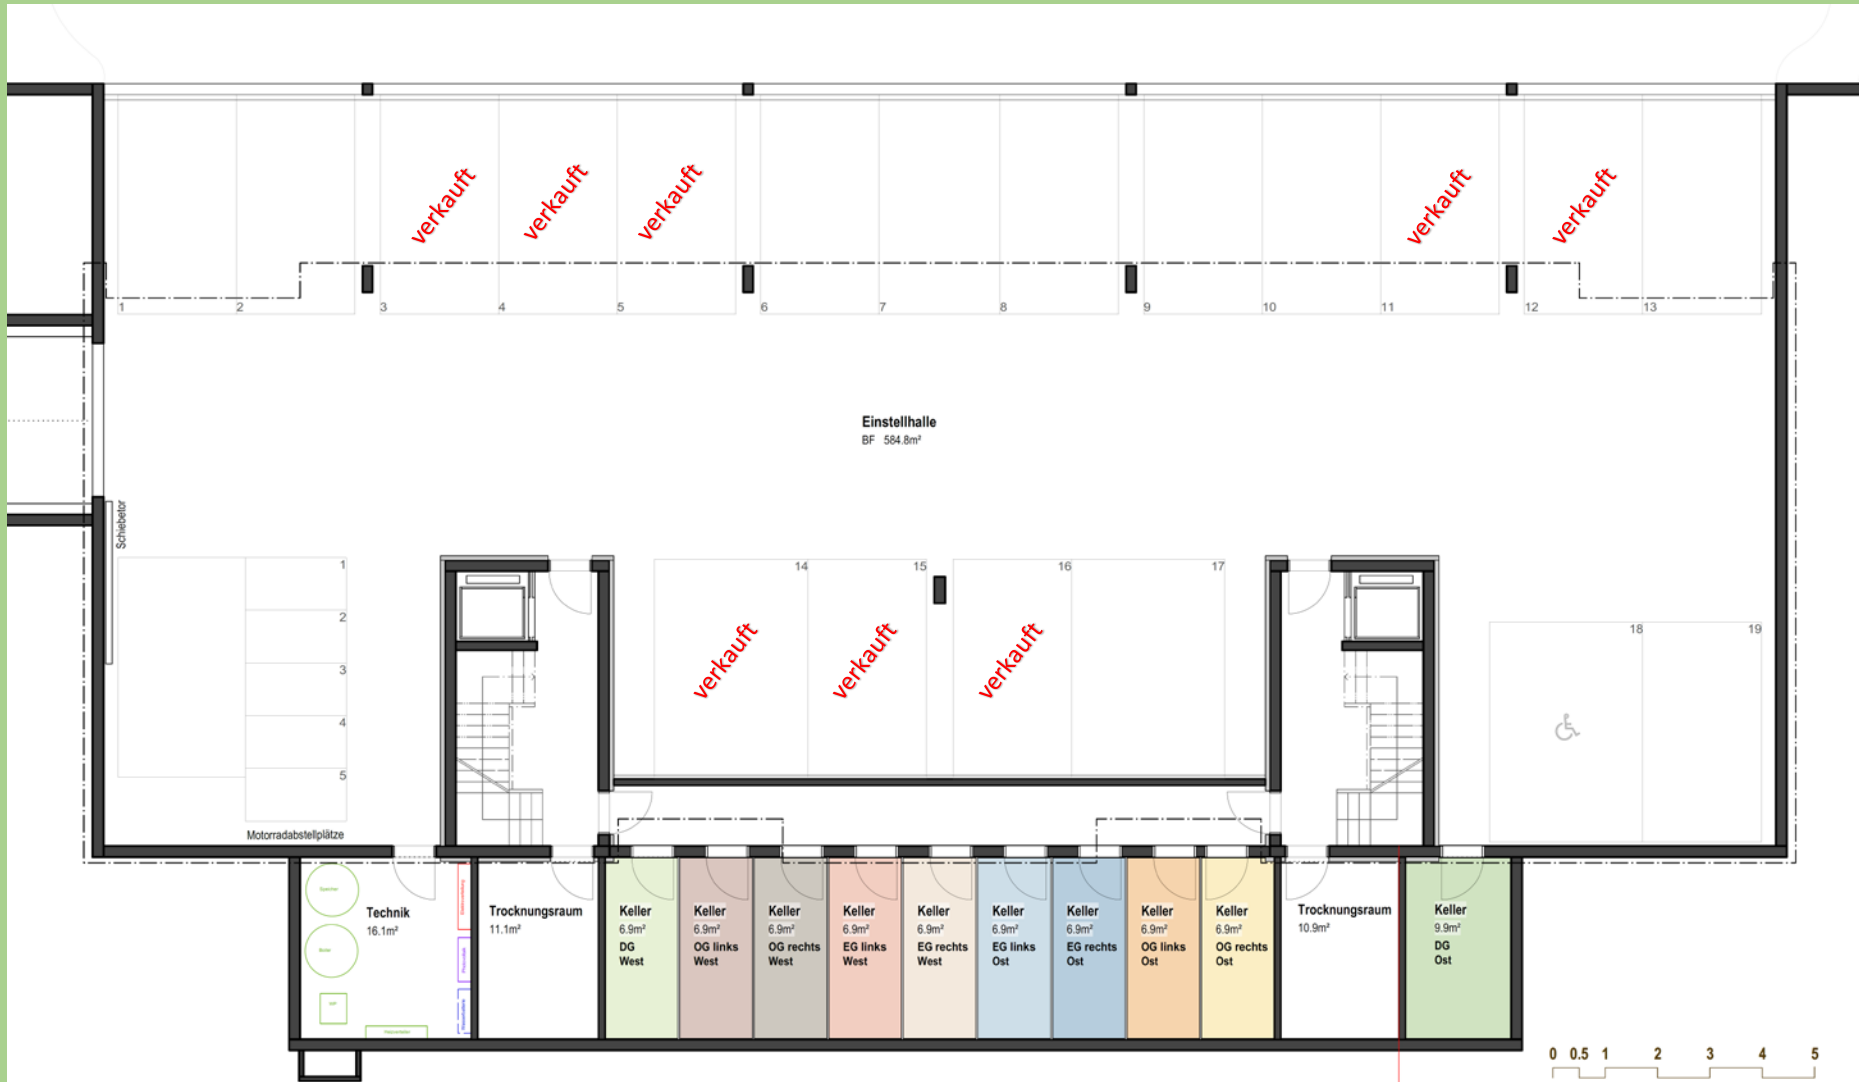 verkauft
verkauft
verkauft
verkauft
verkauft
1
2
3
4
5
6
7
8
9
10
11
12
13
Einstellhalle
BF 584.8m²
Schiebetor
1
2
3
4
5
Motorradabstellplätze
14
15
16
17
verkauft
verkauft
verkauft
18
19
Speicher
Boiler
WP
Technik
16.1m²
Trocknungsraum
11.1m²
Keller
6.9m²
DG
West
Keller
6.9m²
OG links
West
Keller
6.9m²
OG rechts
West
Keller
6.9m²
EG links
West
Keller
6.9m²
EG rechts
West
Keller
6.9m²
EG links
Ost
Keller
6.9m²
EG rechts
Ost
Keller
6.9m²
OG links
Ost
Keller
6.9m²
OG rechts
Ost
Trocknungsraum
10.9m²
Keller
9.9m²
DG
Ost
0 0.5 1 2 3 4 5